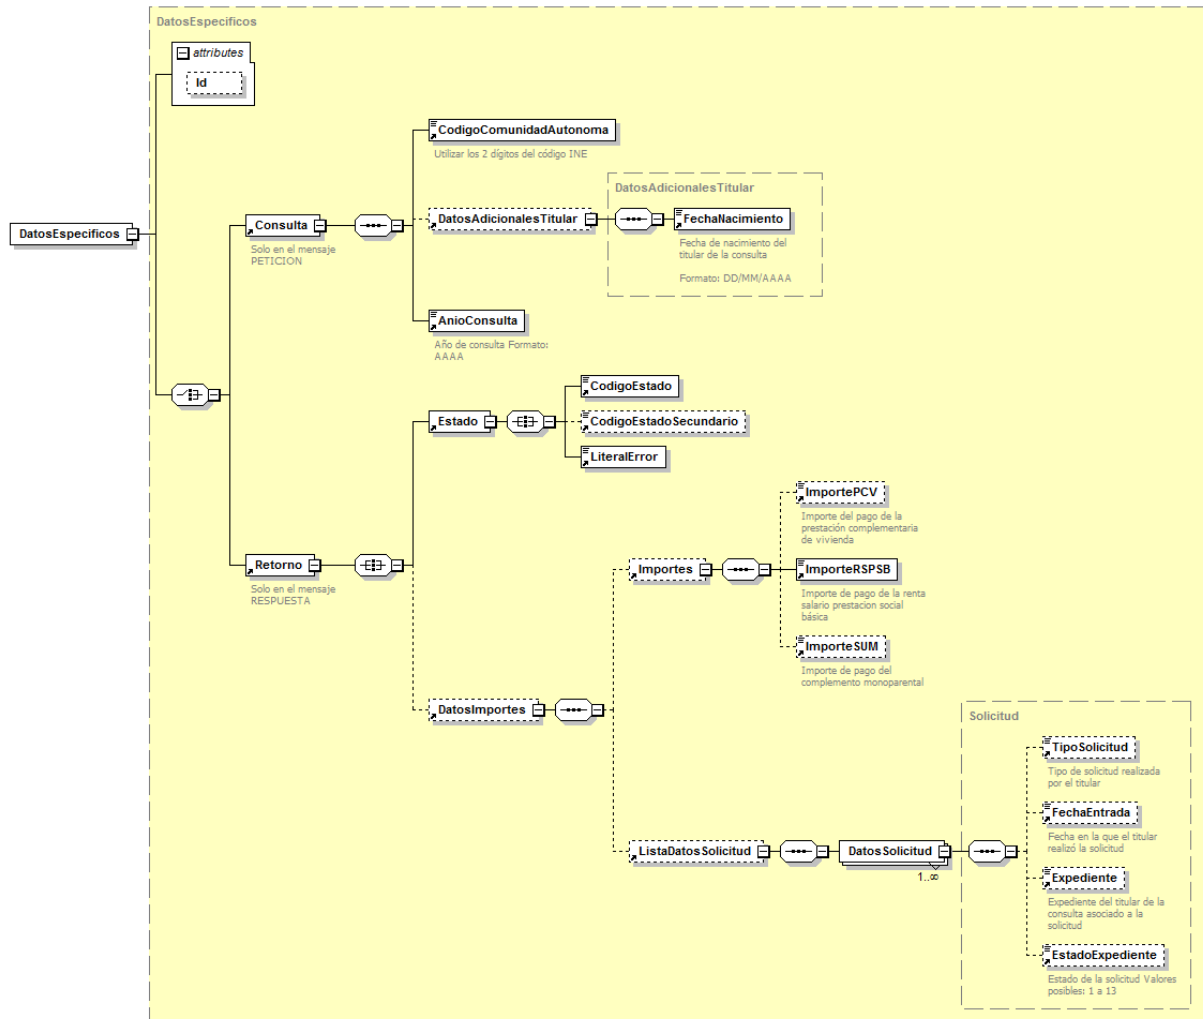 DatosEspecificos
attributes
Id
DatosEspecificos
Consulta
Solo en el mensaje
PETICION
CodigoComunidadAutonoma
Utilizar los 2 dígitos del código INE
DatosAdicionalesTitular
DatosAdicionalesTitular
FechaNacimiento
Fecha de nacimiento del
titular de la consulta
Formato: DD/MM/AAAA
AnioConsulta
Año de consulta Formato:
AAAA
Retorno
Solo en el mensaje
RESPUESTA
Estado
CodigoEstado
CodigoEstadoSecundario
LiteralError
DatosImportes
Importes
ImportePCV
Importe del pago de la
prestación complementaria
de vivienda
ImporteRSPSB
Importe de pago de la renta
salario prestacion social
básica
ImporteSUM
Importe de pago del
complemento monoparental
ListaDatosSolicitud
DatosSolicitud
1..∞
Solicitud
TipoSolicitud
Tipo de solicitud realizada
por el titular
FechaEntrada
Fecha en la que el titular
realizó la solicitud
Expediente
Expediente del titular de la
consulta asociado a la
solicitud
EstadoExpediente
Estado de la solicitud Valores
posibles: 1 a 13